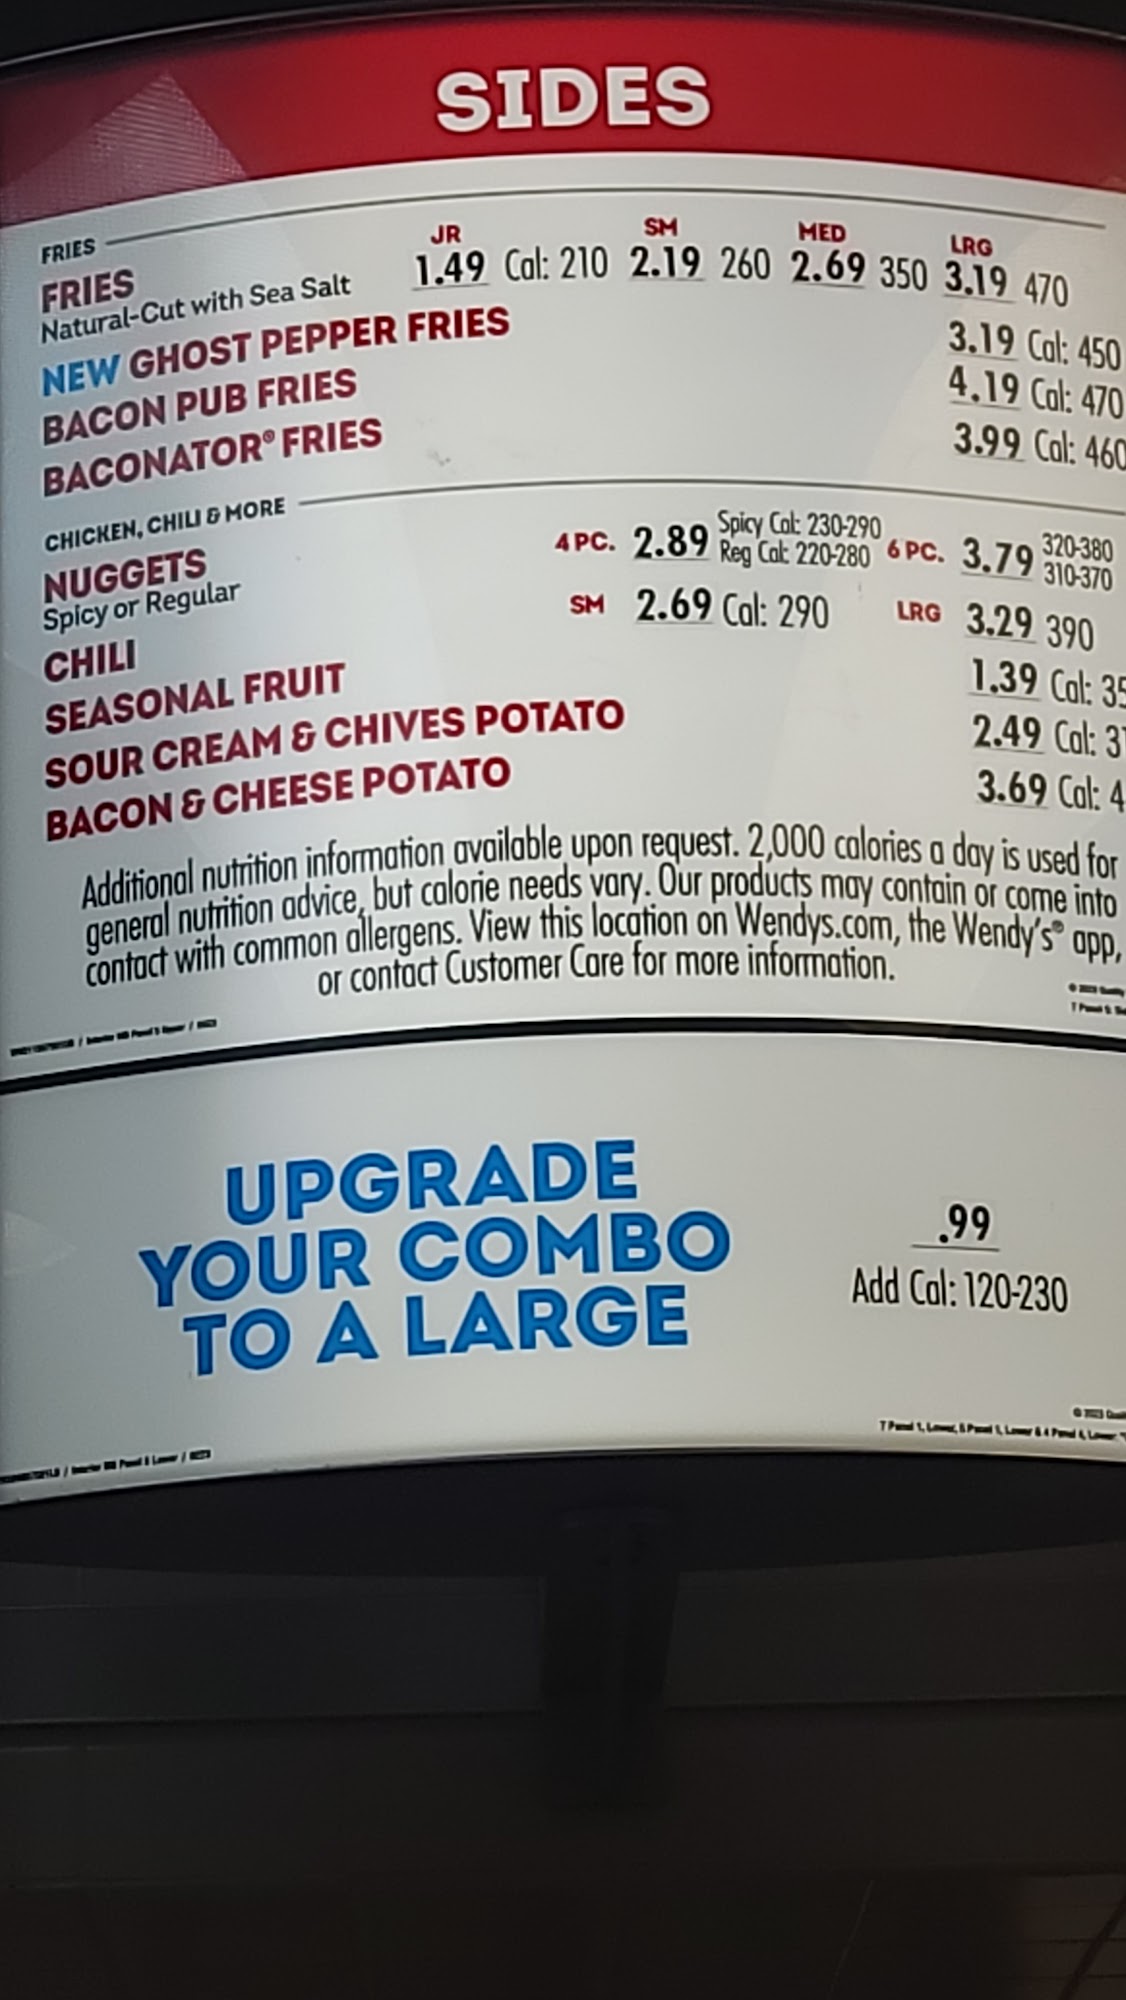 SIDES
FRIES
JR SM MED LRG
FRIES 1.49 Cal: 210 2.19 260 2.69 350 3.19 470
Natural-Cut with Sea Salt
NEW GHOST PEPPER FRIES 3.19 Cal: 450
BACON PUB FRIES 4.19 Cal: 470
BACONATOR® FRIES 3.99 Cal: 460
CHICKEN, CHILI & MORE
NUGGETS 4 PC. 2.89 Spicy Cal: 230-290 6 PC. 3.79 320-380
Spicy or Regular Reg Cal: 220-280 310-370
CHILI SM 2.69 Cal: 290 LRG 3.29 390
SEASONAL FRUIT 1.39 Cal: 35
SOUR CREAM & CHIVES POTATO 2.49 Cal: 3
BACON & CHEESE POTATO 3.69 Cal: 4
Additional nutrition information available upon request. 2,000 calories a day is used for
general nutrition advice, but calorie needs vary. Our products may contain or come into
contact with common allergens. View this location on Wendys.com, the Wendy's® app,
or contact Customer Care for more information.
UPGRADE
YOUR COMBO
TO A LARGE
.99
Add Cal: 120-230